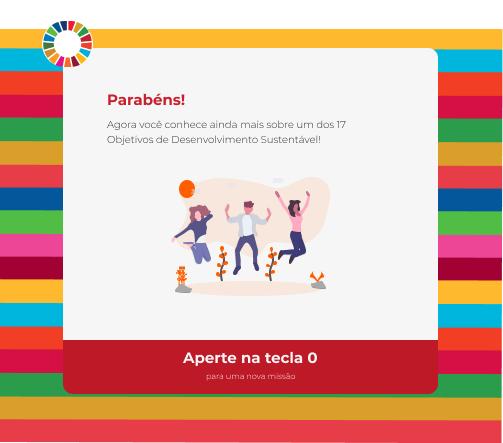 Parabéns!
Agora você conhece ainda mais sobre um dos 17
Objetivos de Desenvolvimento Sustentável!
Aperte na tecla 0
para uma nova missão